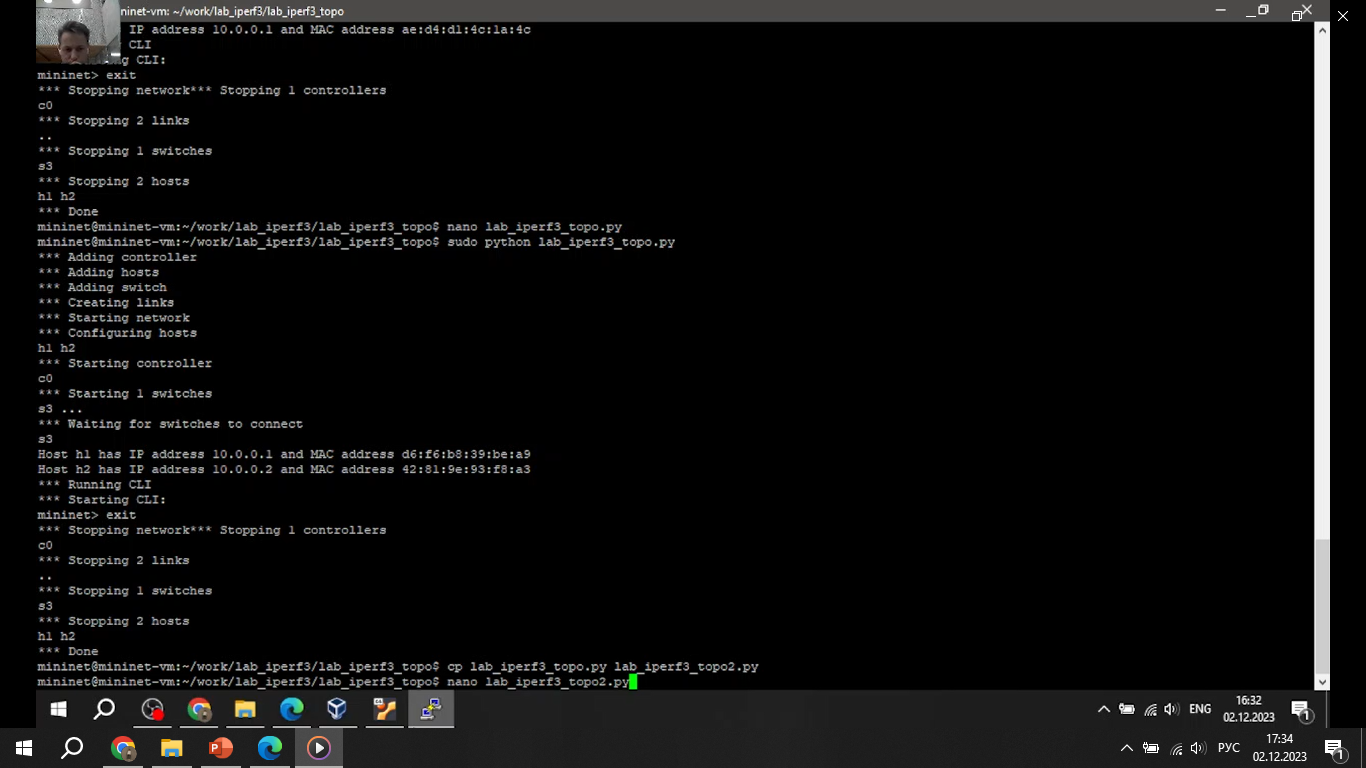 mininet-vm: ~/work/lab_iperf3/lab_iperf3_topo
IP address 10.0.0.1 and MAC address ae:d4:d1:4c:1a:4c
CLI
CLI:
mininet> exit
*** Stopping network*** Stopping 1 controllers
c0
*** Stopping 2 links
..
*** Stopping 1 switches
s3
*** Stopping 2 hosts
h1 h2
*** Done
mininet@mininet-vm:~/work/lab_iperf3/lab_iperf3_topo$ nano lab_iperf3_topo.py
mininet@mininet-vm:~/work/lab_iperf3/lab_iperf3_topo$ sudo python lab_iperf3_topo.py
*** Adding controller
*** Adding hosts
*** Adding switch
*** Creating links
*** Starting network
*** Configuring hosts
h1 h2
*** Starting controller
c0
*** Starting 1 switches
s3 ...
*** Waiting for switches to connect
s3
Host h1 has IP address 10.0.0.1 and MAC address d6:f6:b8:39:be:a9
Host h2 has IP address 10.0.0.2 and MAC address 42:81:9e:93:f8:a3
*** Running CLI
*** Starting CLI:
mininet> exit
*** Stopping network*** Stopping 1 controllers
c0
*** Stopping 2 links
..
*** Stopping 1 switches
s3
*** Stopping 2 hosts
h1 h2
*** Done
mininet@mininet-vm:~/work/lab_iperf3/lab_iperf3_topo$ cp lab_iperf3_topo.py lab_iperf3_topo2.py
mininet@mininet-vm:~/work/lab_iperf3/lab_iperf3_topo$ nano lab_iperf3_topo2.py
ENG
16:32
02.12.2023
1
РУС
17:34
02.12.2023
1